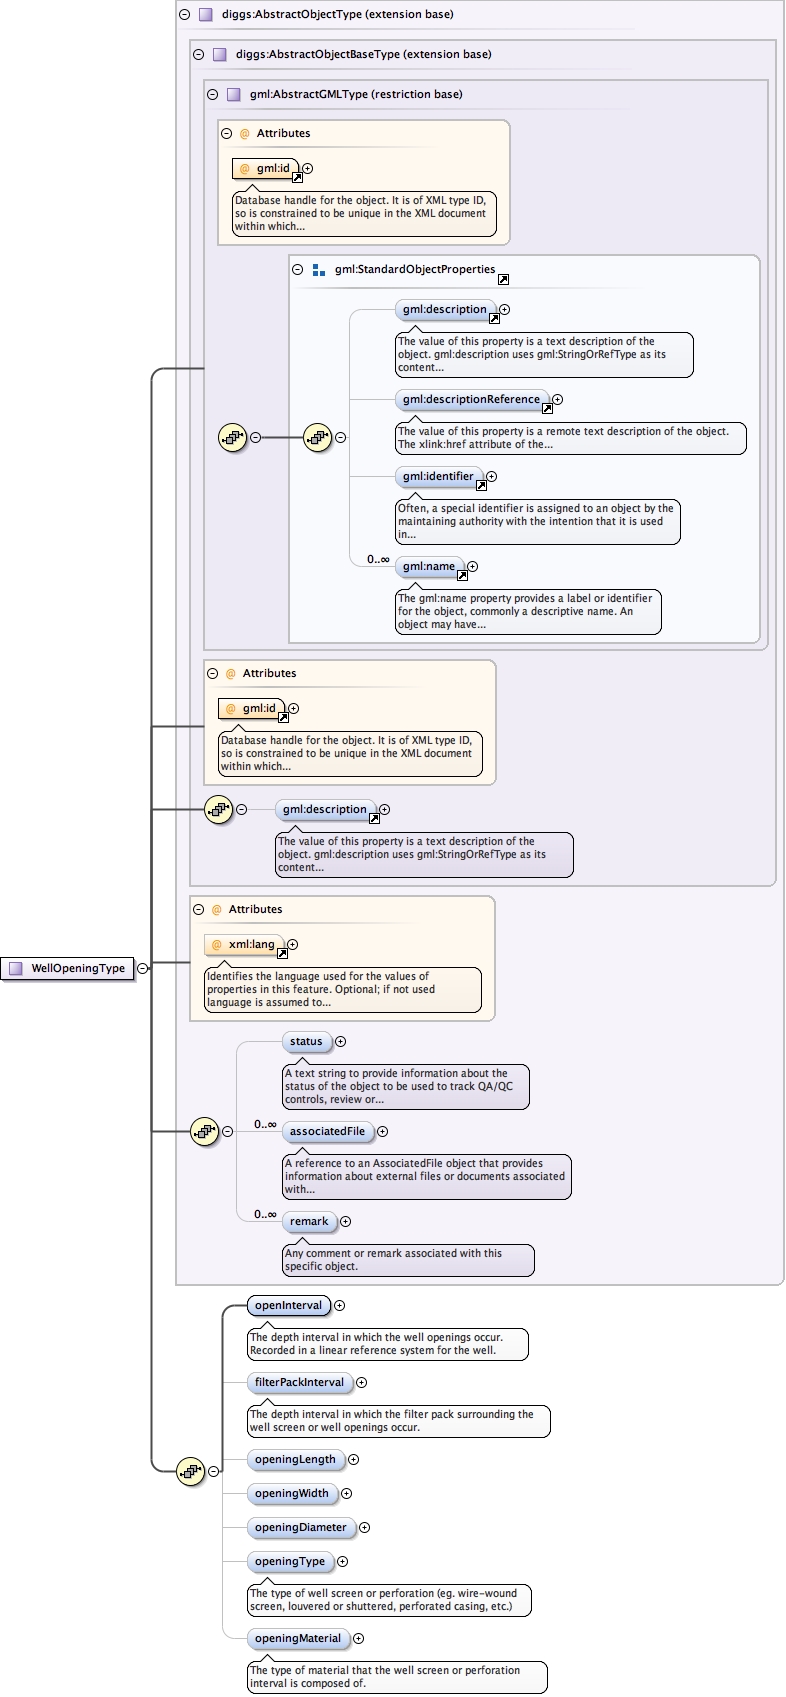 diggs:AbstractObjectType (extension base)
diggs:AbstractObjectBaseType (extension base)
gml:AbstractGMLType (restriction base)
@ Attributes
@ gml:id
Database handle for the object. It is of XML type ID,
so is constrained to be unique in the XML document
within which...
gml:StandardObjectProperties
gml:description
The value of this property is a text description of the
object. gml:description uses gml:StringOrRefType as its
content...
gml:descriptionReference
The value of this property is a remote text description of the object.
The xlink:href attribute of the...
gml:identifier
Often, a special identifier is assigned to an object by the
maintaining authority with the intention that it is used
in...
0..∞
gml:name
The gml:name property provides a label or identifier
for the object, commonly a descriptive name. An
object may have...
@ Attributes
@ gml:id
Database handle for the object. It is of XML type ID,
so is constrained to be unique in the XML document
within which...
gml:description
The value of this property is a text description of the
object. gml:description uses gml:StringOrRefType as its
content...
@ Attributes
@ xml:lang
WellOpeningType
Identifies the language used for the values of
properties in this feature. Optional; if not used
language is assumed to...
status
A text string to provide information about the
status of the object to be used to track QA/QC
controls, review or...
0..∞
associatedFile
A reference to an AssociatedFile object that provides
information about external files or documents associated
with...
0..∞
remark
Any comment or remark associated with this
specific object.
openInterval
The depth interval in which the well openings occur.
Recorded in a linear reference system for the well.
filterPackInterval
The depth interval in which the filter pack surrounding the
well screen or well openings occur.
openingLength
openingWidth
openingDiameter
openingType
The type of well screen or perforation (eg. wire-wound
screen, louvered or shuttered, perforated casing, etc.)
openingMaterial
The type of material that the well screen or perforation
interval is composed of.